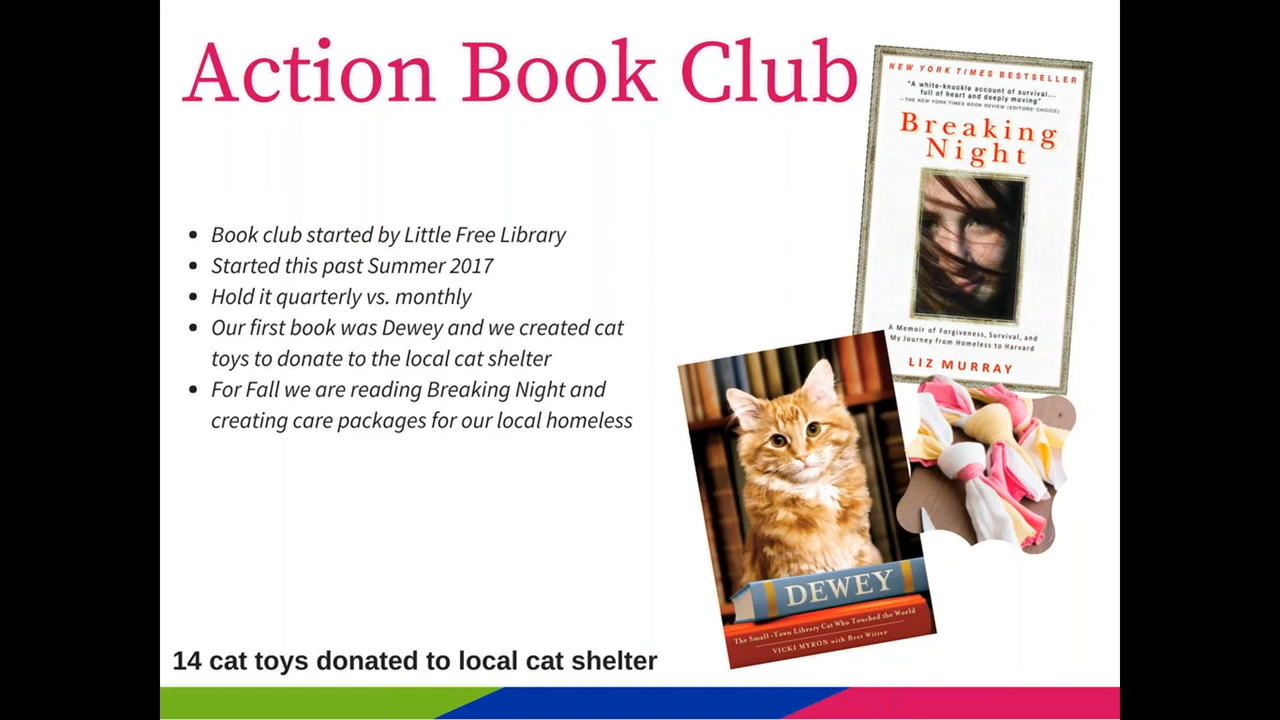 Action Book Club
Book club started by Little Free Library
Started this past Summer 2017
Hold it quarterly vs. monthly
Our first book was Dewey and we created cat
toys to donate to the local cat shelter
For Fall we are reading Breaking Night and
creating care packages for our local homeless
14 cat toys donated to local cat shelter
NEW YORK TIMES BESTSELLER
"A white-knuckle account of survival...
full of heart and deeply moving"
—THE NEW YORK TIMES BOOK REVIEW (EDITORS' CHOICE)
Breaking
Night
A Memoir of Forgiveness, Survival, and
My Journey from Homeless to Harvard
LIZ MURRAY
DEWEY
The Small-Town Library Cat Who Touched the World
VICKI MYRON with Bret Witter